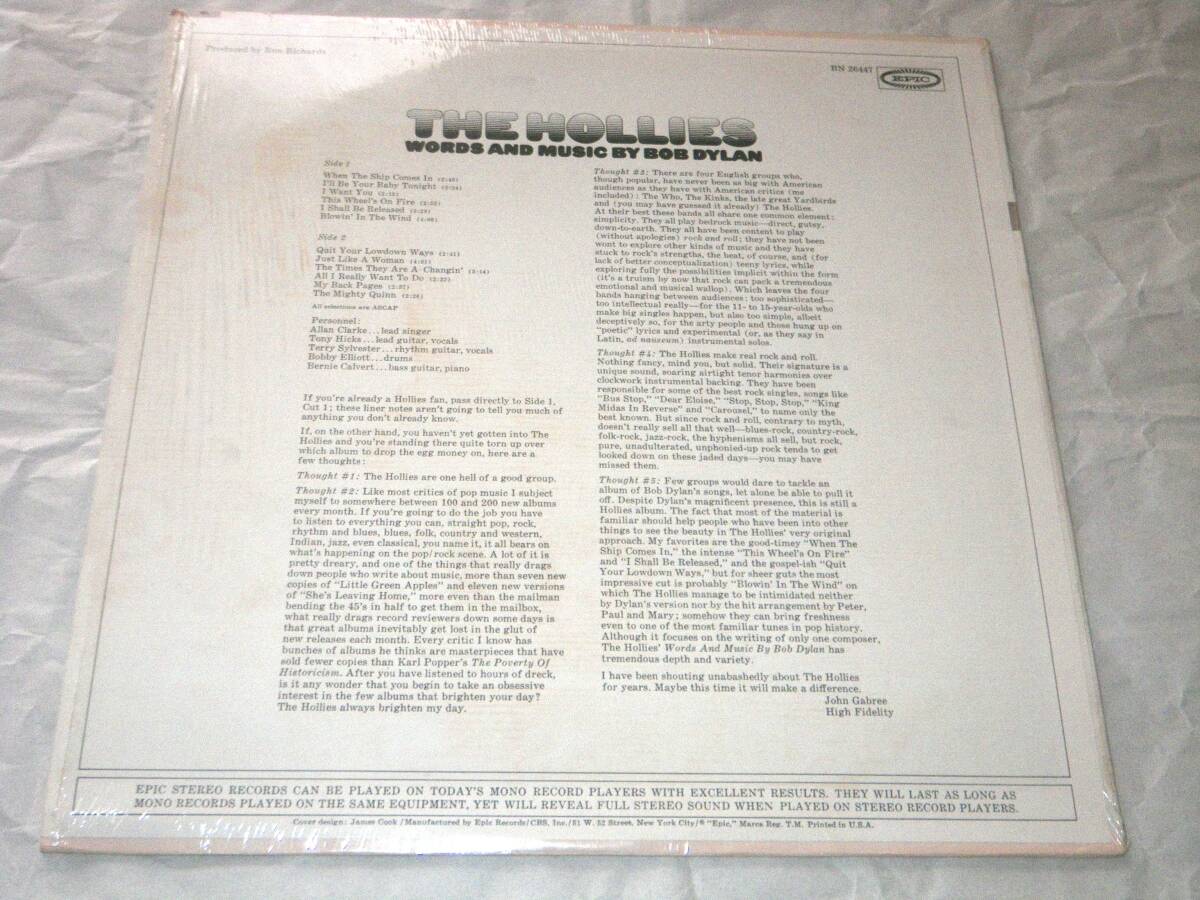 Produced by Ron Richards
BN 26447
EPIC
THE HOLLIES
WORDS AND MUSIC BY BOB DYLAN
Side 1
When The Ship Comes In (2:40)
I'll Be Your Baby Tonight
I Want You
This Wheel's On Fire
I Shall Be Released
Blowin' In The Wind
Side 2
Quit Your Lowdown Ways
Just Like A Woman
The Times They Are A Changin' (3:14)
All I Really Want To Do
My Back Pages
The Mighty Quinn
All selections are ASCAP
Personnel:
Allan Clarke...lead singer
Tony Hicks...lead guitar, vocals
Terry Sylvester...rhythm guitar, vocals
Bobby Elliott...drums
Bernie Calvert...bass guitar, piano
If you're already a Hollies fan, pass directly to Side 1,
Cut 1; these liner notes aren't going to tell you much of
anything you don't already know.
If, on the other hand, you haven't yet gotten into The
Hollies and you're standing there quite torn up over
which album to drop the egg money on, here are a
few thoughts:
Thought #1: The Hollies are one hell of a good group.
Thought #2: Like most critics of pop music I subject
myself to somewhere between 100 and 200 new albums
every month. If you're going to do the job you have
to listen to everything you can, straight pop, rock,
rhythm and blues, blues, folk, country and western,
Indian, jazz, even classical, you name it, it all bears on
what's happening on the pop/rock scene. A lot of it is
pretty dreary, and one of the things that really drags
down people who write about music, more than seven new
copies of "Little Green Apples" and eleven new versions
of "She's Leaving Home," more even than the mailman
bending the 45's in half to get them in the mailbox,
what really drags record reviewers down some days is
that great albums inevitably get lost in the glut of
new releases each month. Every critic I know has
bunches of albums he thinks are masterpieces that have
sold fewer copies than Karl Popper's The Poverty Of
Historicism. After you have listened to hours of dreck,
is it any wonder that you begin to take an obsessive
interest in the few albums that brighten your day?
The Hollies always brighten my day.
Thought #3: There are four English groups who,
though popular, have never been as big with American
audiences as they have with American critics (me
included): The Who, The Kinks, the late great Yardbirds
and (you may have guessed it already) The Hollies.
At their best these bands all share one common element:
simplicity. They all play bedrock music—direct, gutsy,
down-to-earth. They all have been content to play
(without apologies) rock and roll; they have not been
wont to explore other kinds of music and they have
stuck to rock's strengths, the beat, of course, and (for
lack of better conceptualization) teeny lyrics, while
exploring fully the possibilities implicit within the form
(it's a truism by now that rock can pack a tremendous
emotional and musical wallop). Which leaves the four
bands hanging between audiences: too sophisticated—
too intellectual really—for the 11- to 15-year-olds who
make big singles happen, but also too simple, albeit
deceptively so, for the arty people and those hung up on
"poetic" lyrics and experimental (or, as they say in
Latin, ad nauseum) instrumental solos.
Thought #4: The Hollies make real rock and roll.
Nothing fancy, mind you, but solid. Their signature is a
unique sound, soaring airtight tenor harmonies over
clockwork instrumental backing. They have been
responsible for some of the best rock singles, songs like
"Bus Stop," "Dear Eloise," "Stop, Stop, Stop," "King
Midas In Reverse" and "Carousel," to name only the
best known. But since rock and roll, contrary to myth,
doesn't really sell all that well—blues-rock, country-rock,
folk-rock, jazz-rock, the hyphenisms all sell, but rock,
pure, unadulterated, unphonied-up rock tends to get
looked down on these jaded days—you may have
missed them.
Thought #5: Few groups would dare to tackle an
album of Bob Dylan's songs, let alone be able to pull it
off. Despite Dylan's magnificent presence, this is still a
Hollies album. The fact that most of the material is
familiar should help people who have been into other
things to see the beauty in The Hollies' very original
approach. My favorites are the good-timey "When The
Ship Comes In," the intense "This Wheel's On Fire"
and "I Shall Be Released," and the gospel-ish "Quit
Your Lowdown Ways," but for sheer guts the most
impressive cut is probably "Blowin' In The Wind" on
which The Hollies manage to be intimidated neither
by Dylan's version nor by the hit arrangement by Peter,
Paul and Mary; somehow they can bring freshness
even to one of the most familiar tunes in pop history.
Although it focuses on the writing of only one composer,
The Hollies' Words And Music By Bob Dylan has
tremendous depth and variety.
I have been shouting unabashedly about The Hollies
for years. Maybe this time it will make a difference.
John Gabree
High Fidelity
EPIC STEREO RECORDS CAN BE PLAYED ON TODAY'S MONO RECORD PLAYERS WITH EXCELLENT RESULTS. THEY WILL LAST AS LONG AS
MONO RECORDS PLAYED ON THE SAME EQUIPMENT, YET WILL REVEAL FULL STEREO SOUND WHEN PLAYED ON STEREO RECORD PLAYERS.
Cover design: James Cook/Manufactured by Epic Records/CBS, Inc./51 W. 52 Street, New York City/® "Epic," Marca Reg. T.M. Printed in U.S.A.